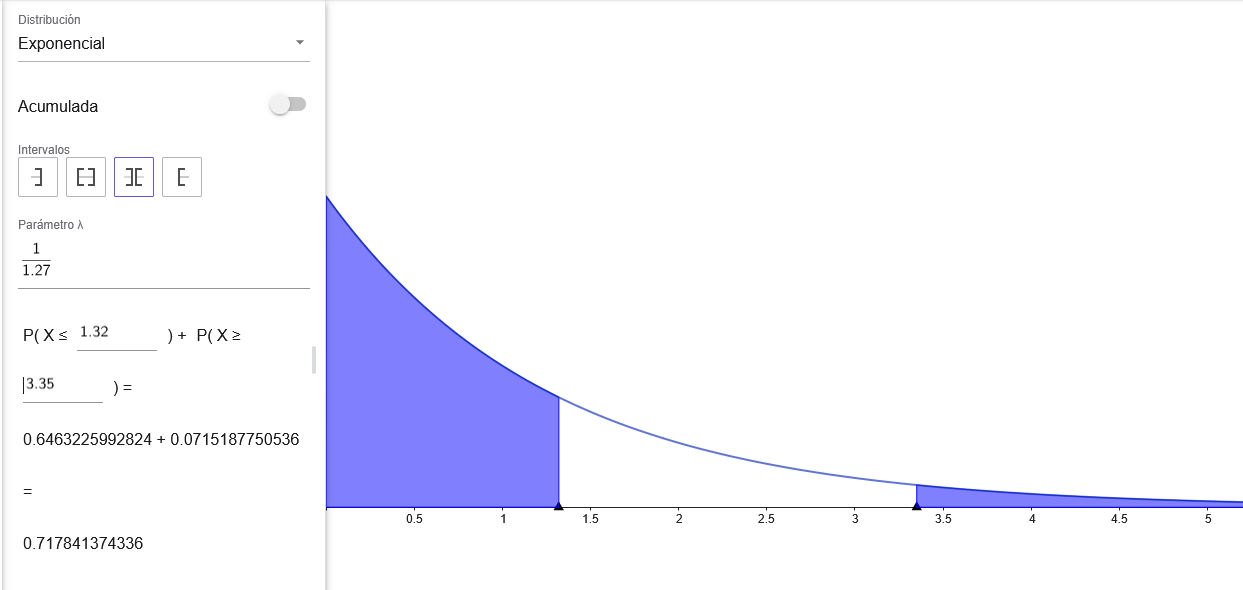 Distribución
Exponencial
Acumulada
Intervalos
Parámetro λ
1
1.27
P( X ≤ 1.32 ) + P( X ≥
3.35 ) =
0.6463225992824 + 0.0715187750536
=
0.717841374336
0.5 1 1.5 2 2.5 3 3.5 4 4.5 5